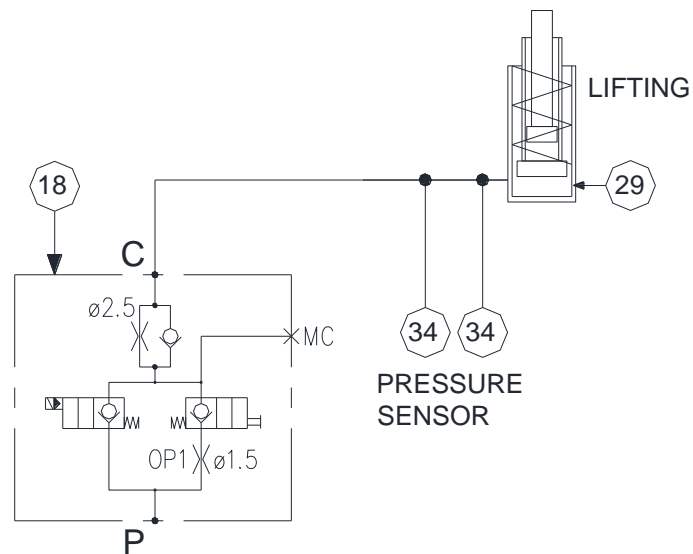 LIFTING
18
29
C
ø2.5
MC
34 34
PRESSURE
SENSOR
OP1 ø1.5
P